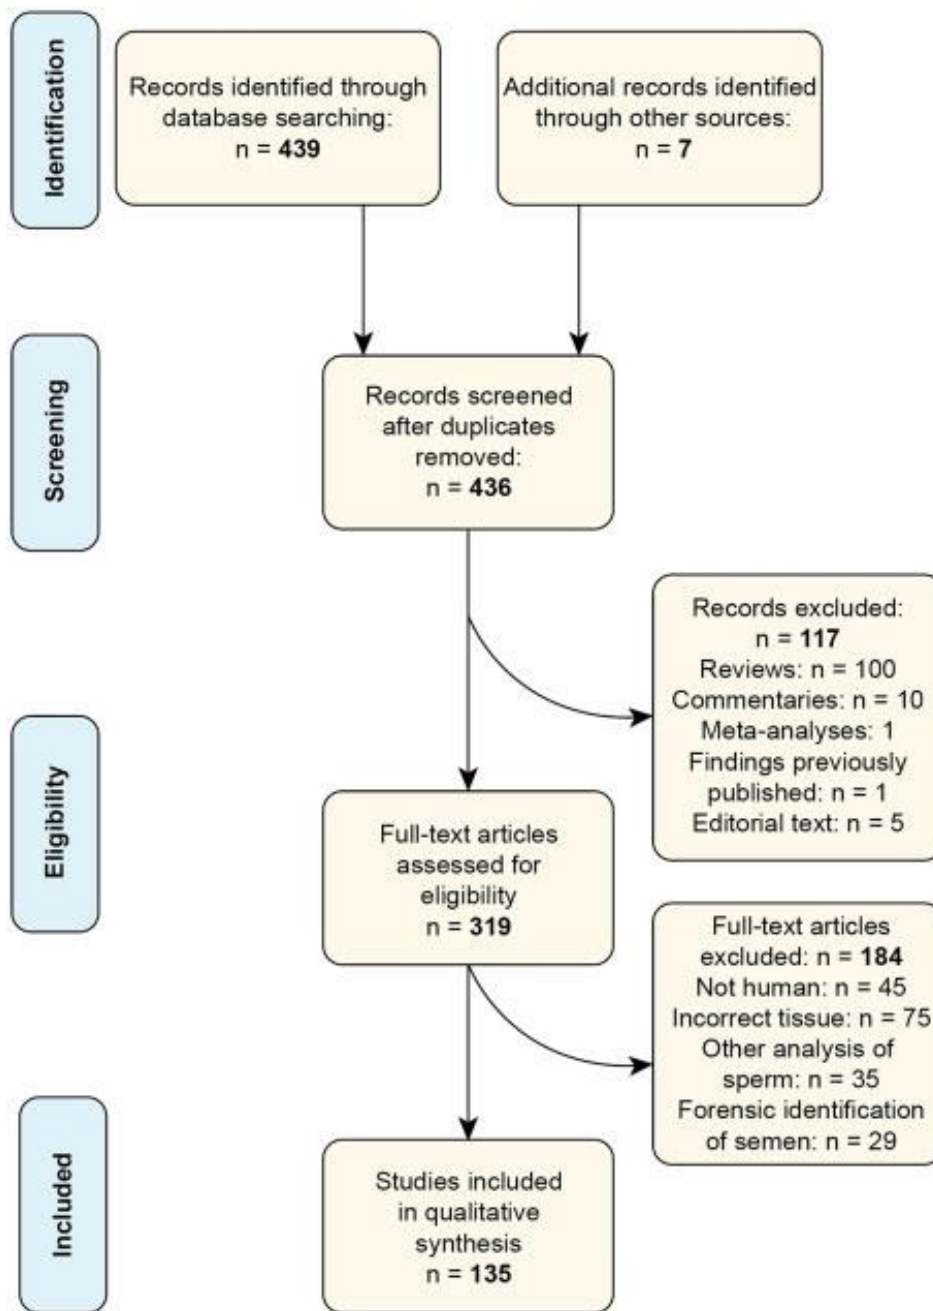 Identification
Records identified through
database searching:
n = 439
Additional records identified
through other sources:
n = 7
Screening
Records screened
after duplicates
removed:
n = 436
Records excluded:
n = 117
Reviews: n = 100
Commentaries: n = 10
Meta-analyses: 1
Findings previously
published: n = 1
Editorial text: n = 5
Eligibility
Full-text articles
assessed for
eligibility
n = 319
Full-text articles
excluded: n = 184
Not human: n = 45
Incorrect tissue: n = 75
Other analysis of
sperm: n = 35
Forensic identification
of semen: n = 29
Included
Studies included
in qualitative
synthesis
n = 135